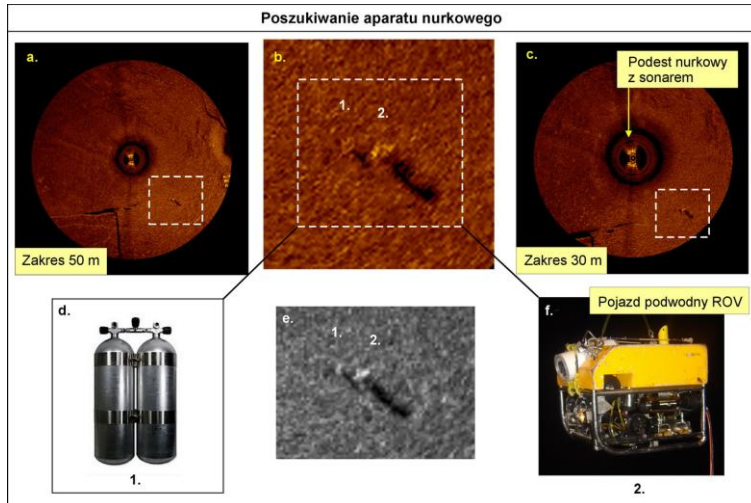 Poszukiwanie aparatu nurkowego
a.
Zakres 50 m
b.
1.
2.
c.
Podest nurkowy
z sonarem
Zakres 30 m
d.
1.
e.
1.
2.
Pojazd podwodny ROV
f.
2.